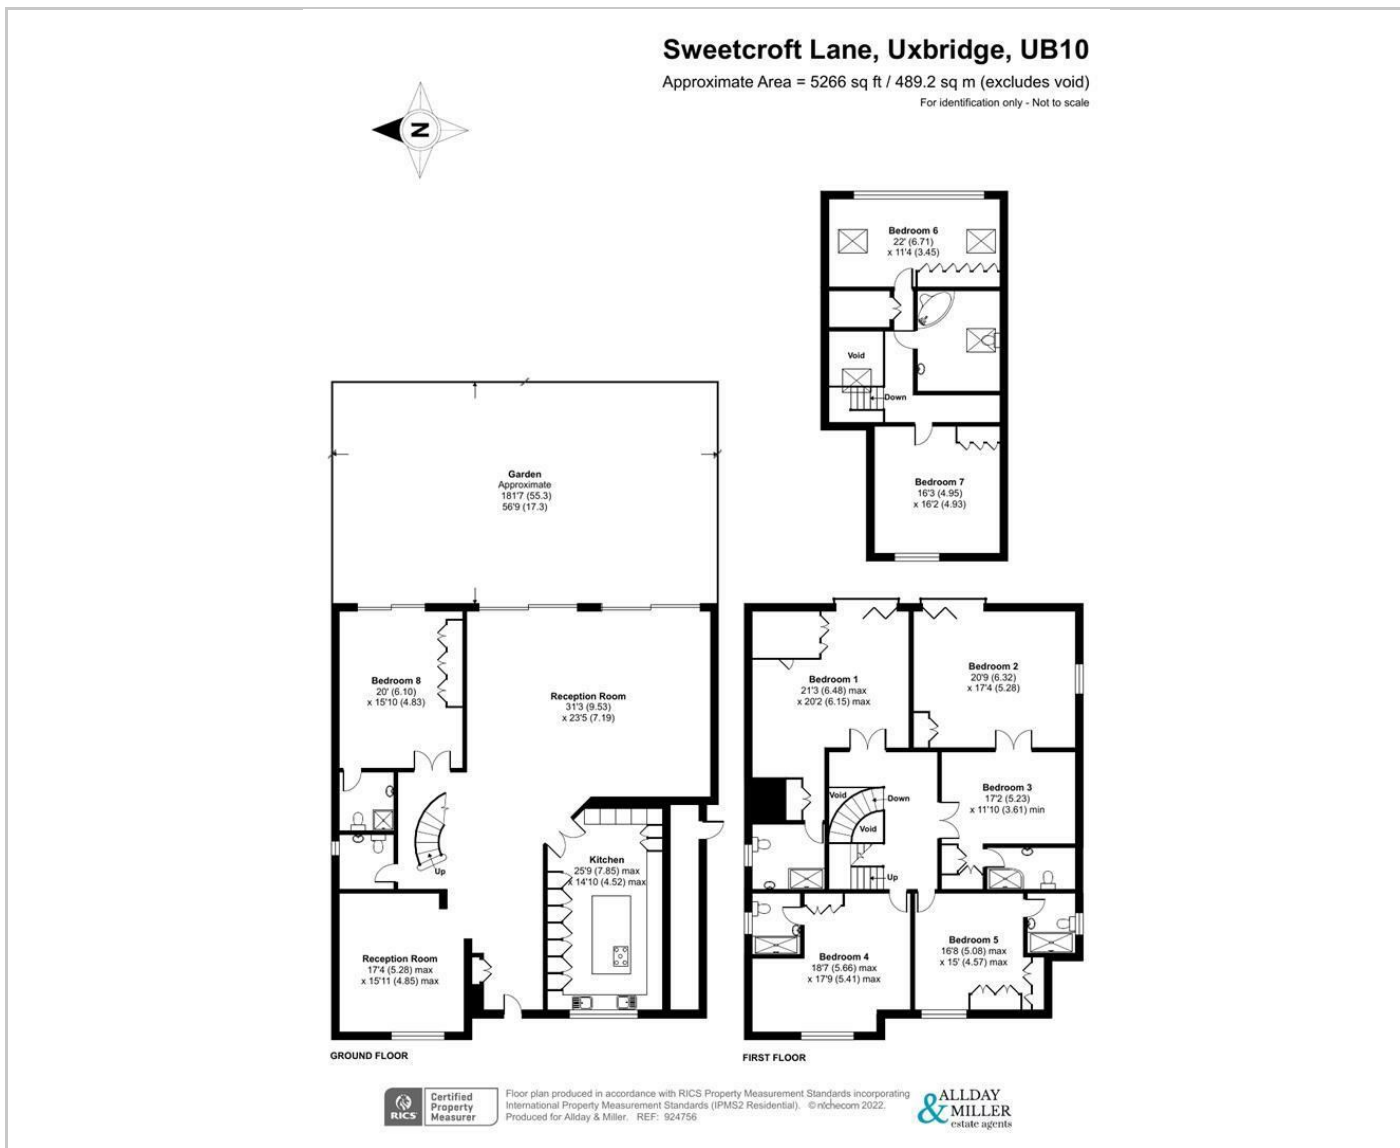 Sweetcroft Lane, Uxbridge, UB10
Approximate Area = 5266 sq ft / 489.2 sq m (excludes void)
For identification only - Not to scale
N
Bedroom 6
22' (6.71)
x 11'4 (3.45)
Void
Down
Bedroom 7
16'3 (4.95)
x 16'2 (4.93)
Garden
Approximate
181'7 (55.3)
56'9 (17.3)
Bedroom 8
20' (6.10)
x 15'10 (4.83)
Reception Room
31'3 (9.53)
x 23'5 (7.19)
Up
Kitchen
25'9 (7.85) max
x 14'10 (4.52) max
Reception Room
17'4 (5.28) max
x 15'11 (4.85) max
GROUND FLOOR
Bedroom 1
21'3 (6.48) max
x 20'2 (6.15) max
Bedroom 2
20'9 (6.32)
x 17'4 (5.28)
Bedroom 3
17'2 (5.23)
x 11'10 (3.61) min
Void
Down
Void
Up
Bedroom 4
18'7 (5.66) max
x 17'9 (5.41) max
Bedroom 5
16'8 (5.08) max
x 15' (4.57) max
FIRST FLOOR
RICS
Certified
Property
Measurer
Floor plan produced in accordance with RICS Property Measurement Standards incorporating
International Property Measurement Standards (IPMS2 Residential). ©nichecom 2022.
Produced for Allday & Miller. REF: 924756
ALLDAY
& MILLER
estate agents